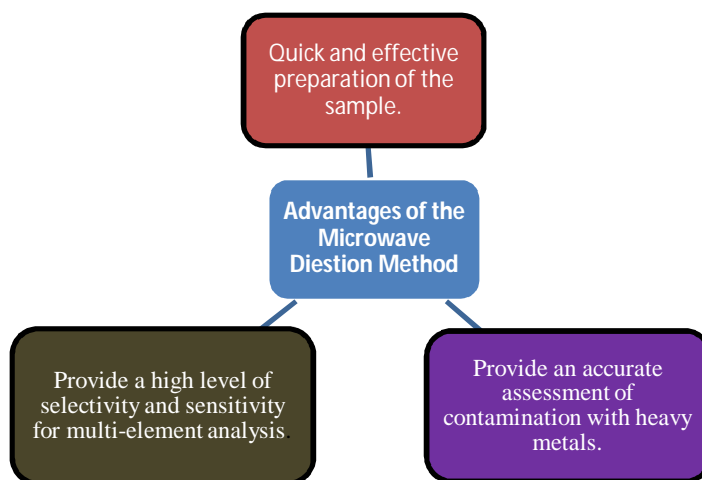 Quick and effective
preparation of the
sample.
Advantages of the
Microwave
Diestion Method
Provide a high level of
selectivity and sensitivity
for multi-element analysis.
Provide an accurate
assessment of
contamination with heavy
metals.